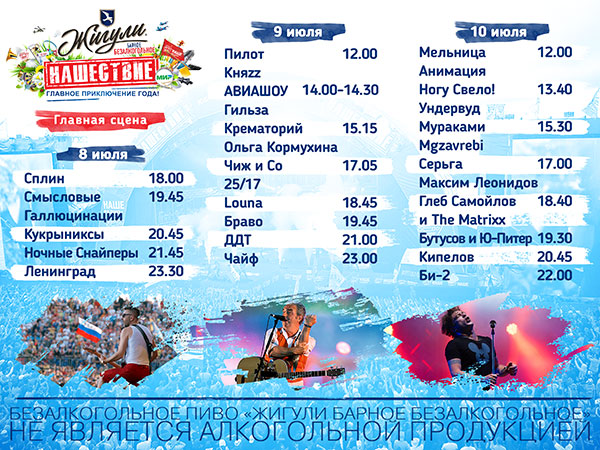 Жигули
БАРНОЕ
БЕЗАЛКОГОЛЬНОЕ
НАШЕСТВИЕ
МИР
ГЛАВНОЕ ПРИКЛЮЧЕНИЕ ГОДА!
Главная сцена
8 июля
Сплин 18.00
Смысловые 19.45
Галлюцинации
Кукрыниксы 20.45
Ночные Снайперы 21.45
Ленинград 23.30
9 июля
Пилот 12.00
Княzz
АВИАШОУ 14.00-14.30
Гильза
Крематорий 15.15
Ольга Кормухина
Чиж и Со 17.05
25/17
Louna 18.45
Браво 19.45
ДДТ 21.00
Чайф 23.00
10 июля
Мельница 12.00
Анимация
Ногу Свело! 13.40
Ундервуд
Мураками 15.30
Mgzavrebi
Серьга 17.00
Максим Леонидов
Глеб Самойлов 18.40
и The Matrixx
Бутусов и Ю-Питер 19.30
Кипелов 20.45
Би-2 22.00
БЕЗАЛКОГОЛЬНОЕ ПИВО «ЖИГУЛИ БАРНОЕ БЕЗАЛКОГОЛЬНОЕ»
НЕ ЯВЛЯЕТСЯ АЛКОГОЛЬНОЙ ПРОДУКЦИЕЙ